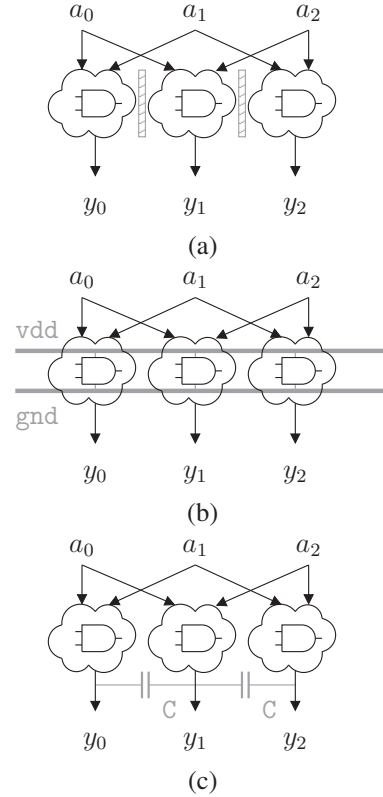 a₀ a₁ a₂
y₀ y₁ y₂
(a)
a₀ a₁ a₂
vdd
gnd
y₀ y₁ y₂
(b)
a₀ a₁ a₂
C C
y₀ y₁ y₂
(c)